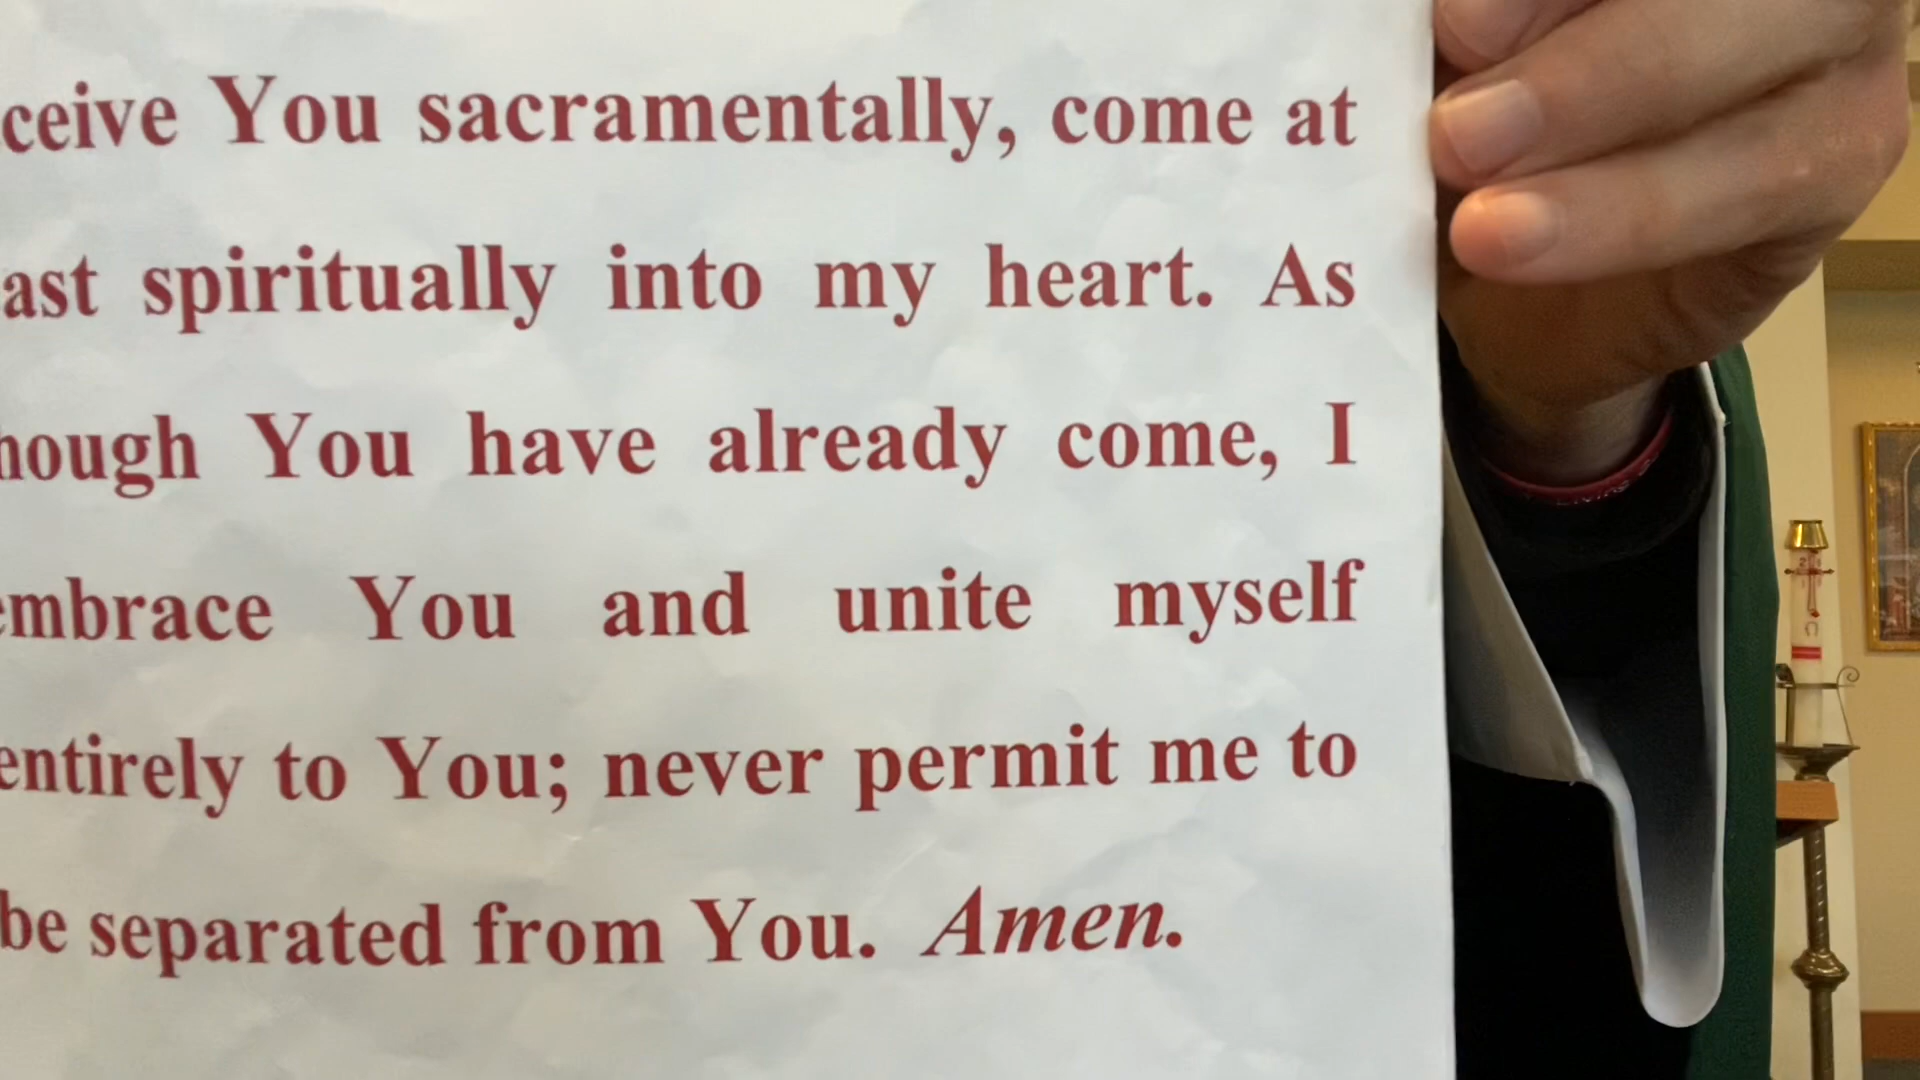 ceive You sacramentally, come at
ast spiritually into my heart. As
hough You have already come, I
embrace You and unite myself
entirely to You; never permit me to
be separated from You. Amen.